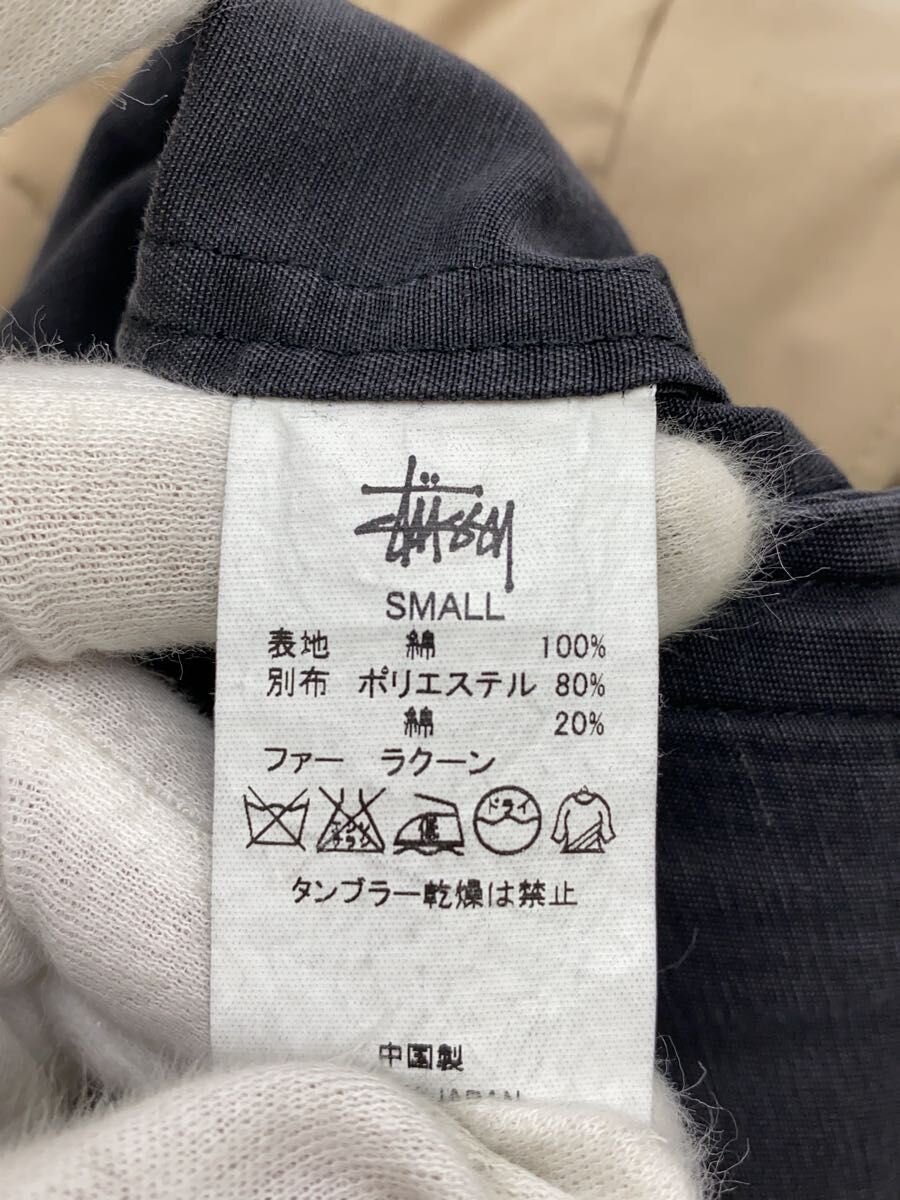 Stüssy
SMALL
表地 綿 100%
別布 ポリエステル 80%
綿 20%
ファー ラクーン
低 ドライ
タンブラー乾燥は禁止
中国製
JAPAN